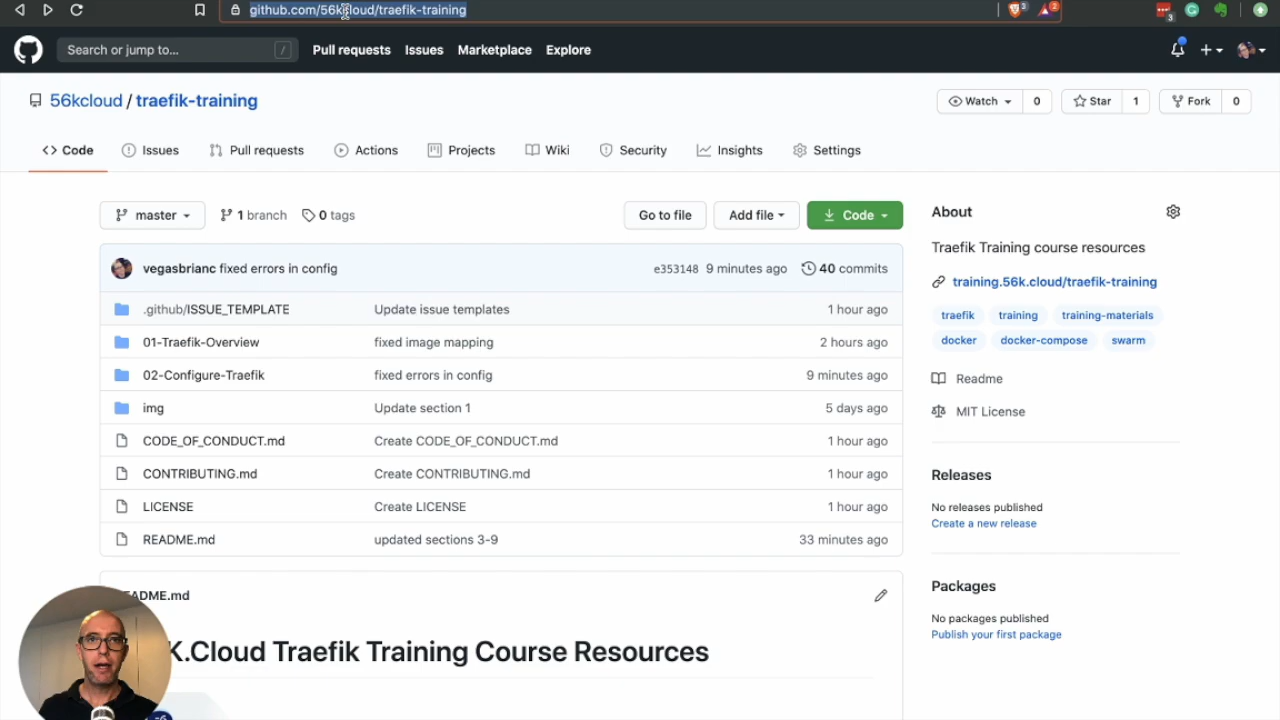 github.com/56kcloud/traefik-training
3
2
3
Search or jump to...
/
Pull requests
Issues
Marketplace
Explore
56kcloud / traefik-training
Watch
0
Star
1
Fork
0
Code
Issues
Pull requests
Actions
Projects
Wiki
Security
Insights
Settings
master
1 branch
0 tags
Go to file
Add file
Code
vegasbrianc fixed errors in config
e353148 9 minutes ago
40 commits
.github/ISSUE_TEMPLATE
Update issue templates
1 hour ago
01-Traefik-Overview
fixed image mapping
2 hours ago
02-Configure-Traefik
fixed errors in config
9 minutes ago
img
Update section 1
5 days ago
CODE_OF_CONDUCT.md
Create CODE_OF_CONDUCT.md
1 hour ago
CONTRIBUTING.md
Create CONTRIBUTING.md
1 hour ago
LICENSE
Create LICENSE
1 hour ago
README.md
updated sections 3-9
33 minutes ago
About
Traefik Training course resources
training.56k.cloud/traefik-training
traefik
training
training-materials
docker
docker-compose
swarm
Readme
MIT License
Releases
No releases published
Create a new release
Packages
No packages published
Publish your first package
EADME.md
K.Cloud Traefik Training Course Resources